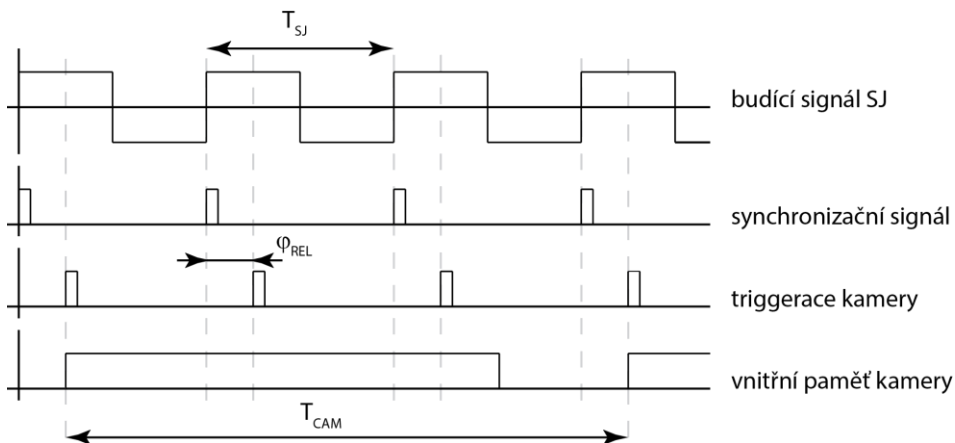 T_SJ
budící signál SJ
synchronizační signál
φ_REL
triggerace kamery
vnitřní paměť kamery
T_CAM